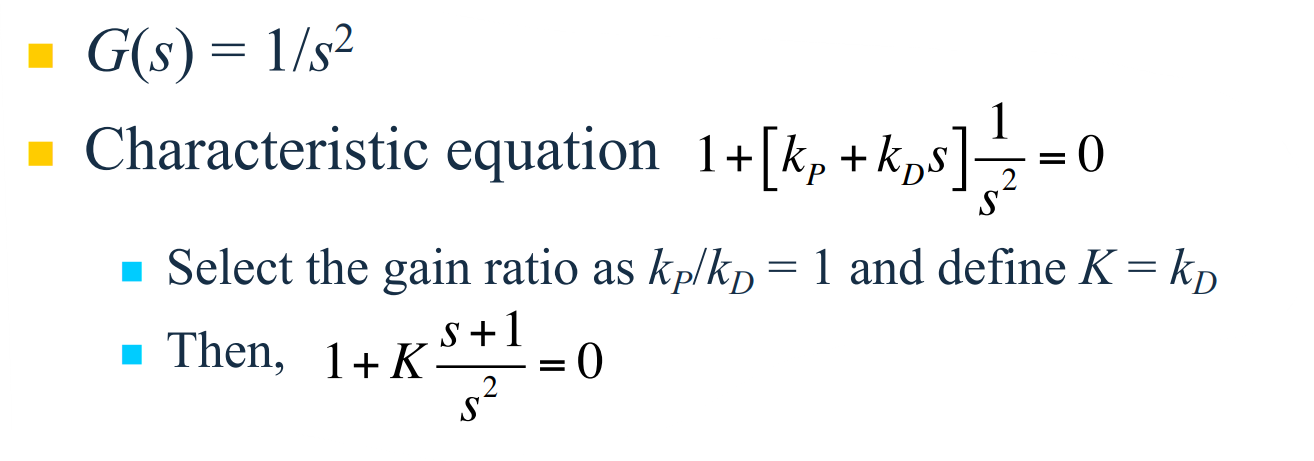 G(s) = 1/s²
Characteristic equation 1 + [k_P + k_D s] 1/s² = 0
Select the gain ratio as k_P/k_D = 1 and define K = k_D
Then, 1 + K (s + 1)/s² = 0